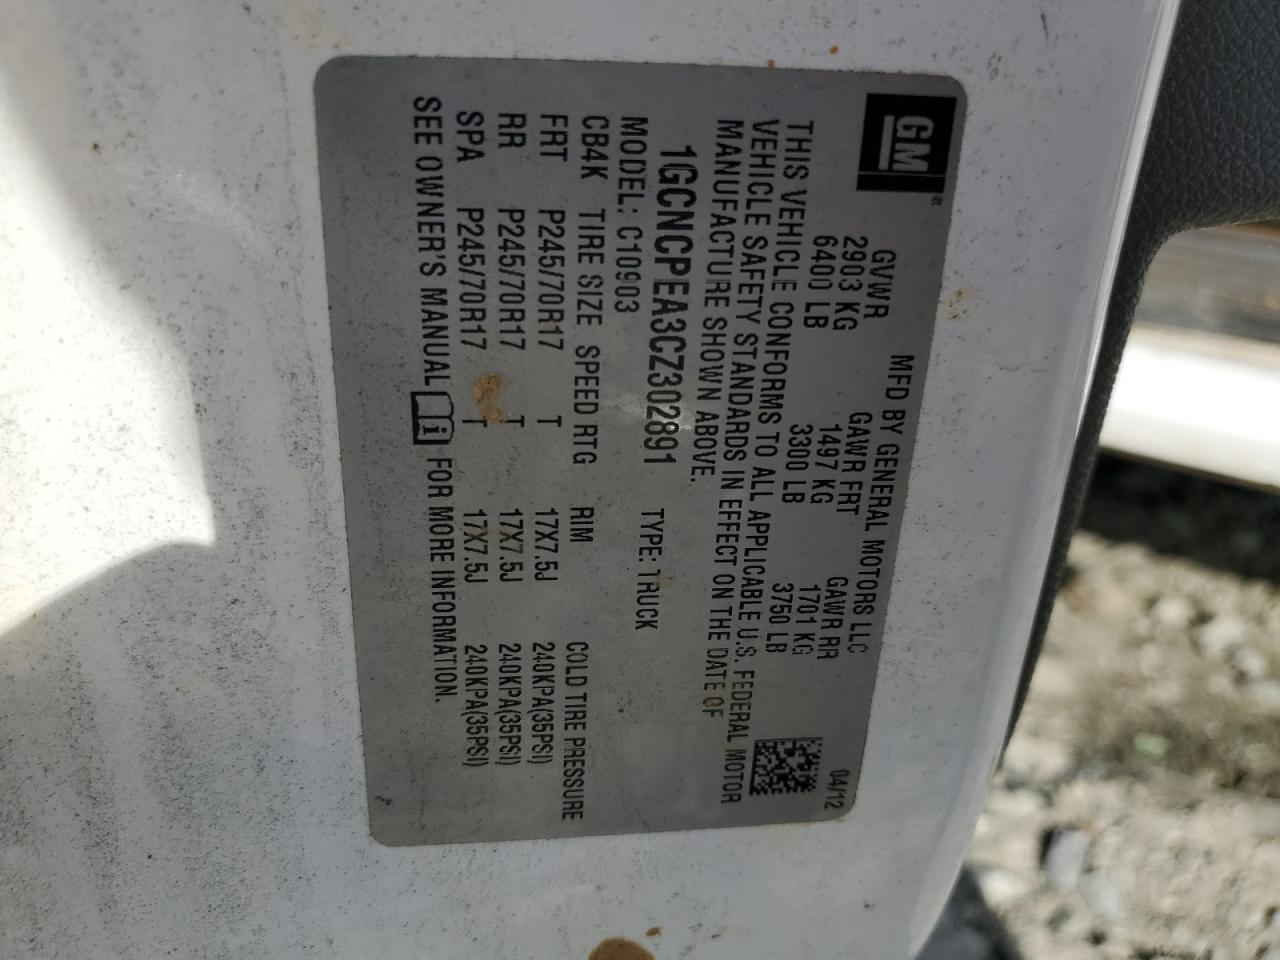 GM
MFD BY GENERAL MOTORS LLC 04/12
GVWR GAWR FRT GAWR RR
2903 KG 1497 KG 1701 KG
6400 LB 3300 LB 3750 LB
THIS VEHICLE CONFORMS TO ALL APPLICABLE U.S. FEDERAL MOTOR
VEHICLE SAFETY STANDARDS IN EFFECT ON THE DATE OF
MANUFACTURE SHOWN ABOVE.
1GCNCPEA3CZ302891 TYPE: TRUCK
MODEL: C10903
CB4K TIRE SIZE SPEED RTG RIM COLD TIRE PRESSURE
FRT P245/70R17 T 17X7.5J 240KPA(35PSI)
RR P245/70R17 T 17X7.5J 240KPA(35PSI)
SPA P245/70R17 T 17X7.5J 240KPA(35PSI)
SEE OWNER'S MANUAL i FOR MORE INFORMATION.